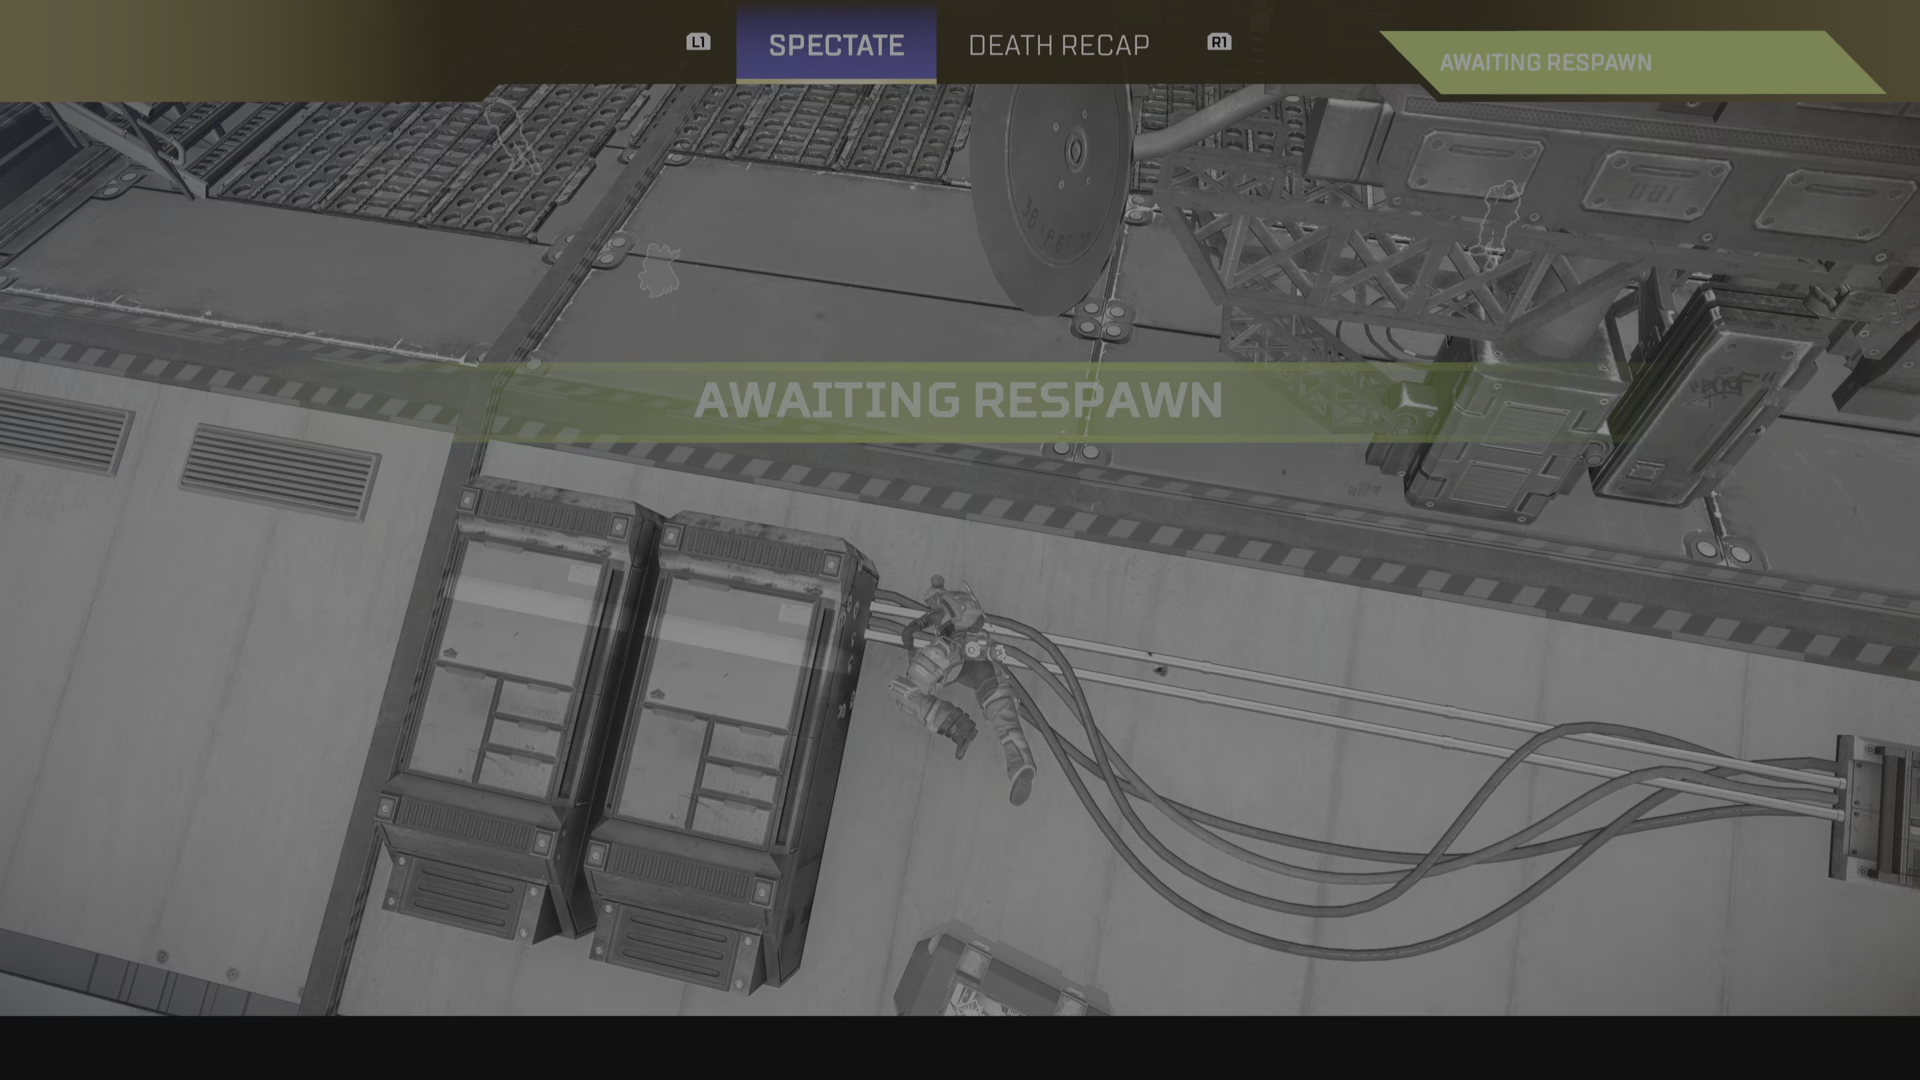 L1
SPECTATE
DEATH RECAP
R1
AWAITING RESPAWN
AWAITING RESPAWN